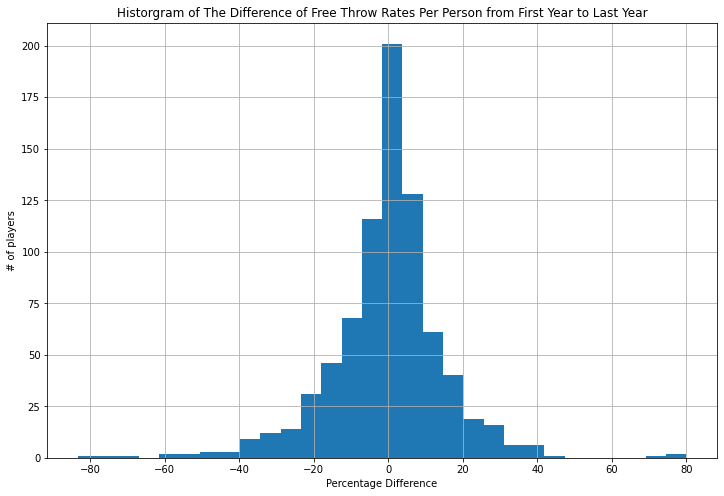 Historgram of The Difference of Free Throw Rates Per Person from First Year to Last Year
200
175
150
125
100
75
50
25
0
# of players
−80 −60 −40 −20 0 20 40 60 80
Percentage Difference